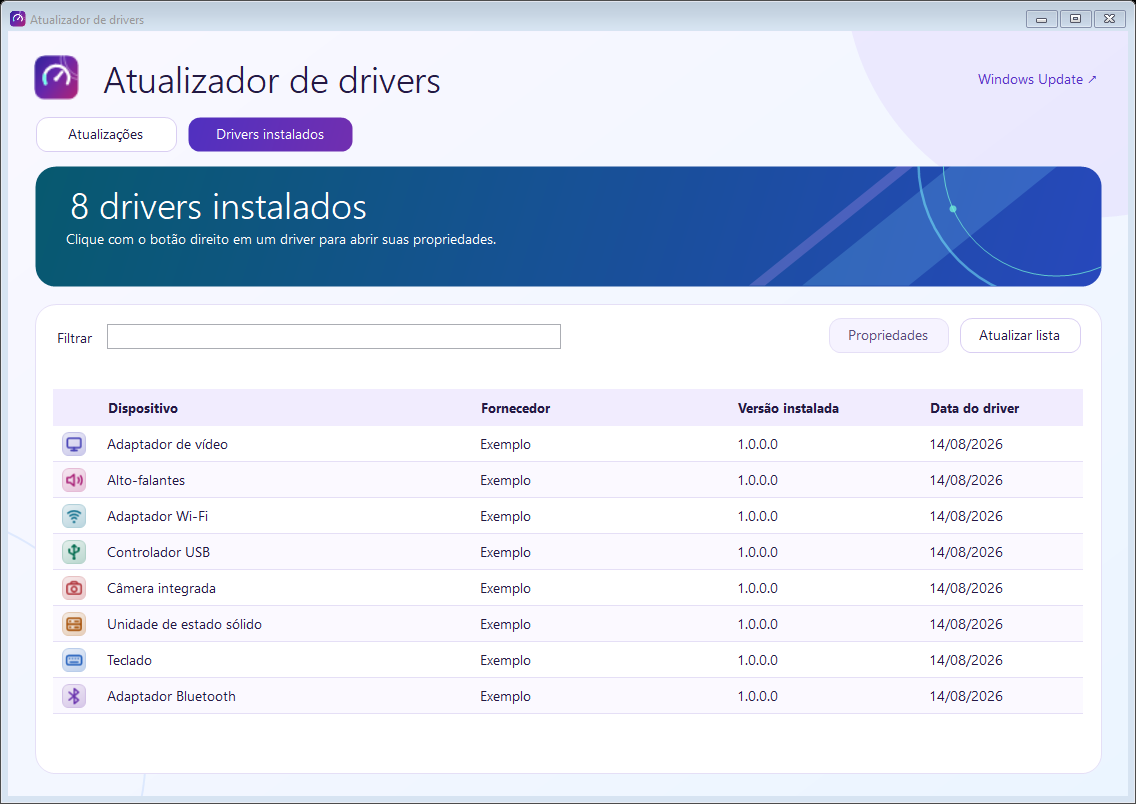 Atualizador de drivers
Atualizador de drivers
Windows Update ↗
Atualizações
Drivers instalados
8 drivers instalados
Clique com o botão direito em um driver para abrir suas propriedades.
Filtrar
Propriedades
Atualizar lista
Dispositivo Fornecedor Versão instalada Data do driver
Adaptador de vídeo Exemplo 1.0.0.0 14/08/2026
Alto-falantes Exemplo 1.0.0.0 14/08/2026
Adaptador Wi-Fi Exemplo 1.0.0.0 14/08/2026
Controlador USB Exemplo 1.0.0.0 14/08/2026
Câmera integrada Exemplo 1.0.0.0 14/08/2026
Unidade de estado sólido Exemplo 1.0.0.0 14/08/2026
Teclado Exemplo 1.0.0.0 14/08/2026
Adaptador Bluetooth Exemplo 1.0.0.0 14/08/2026